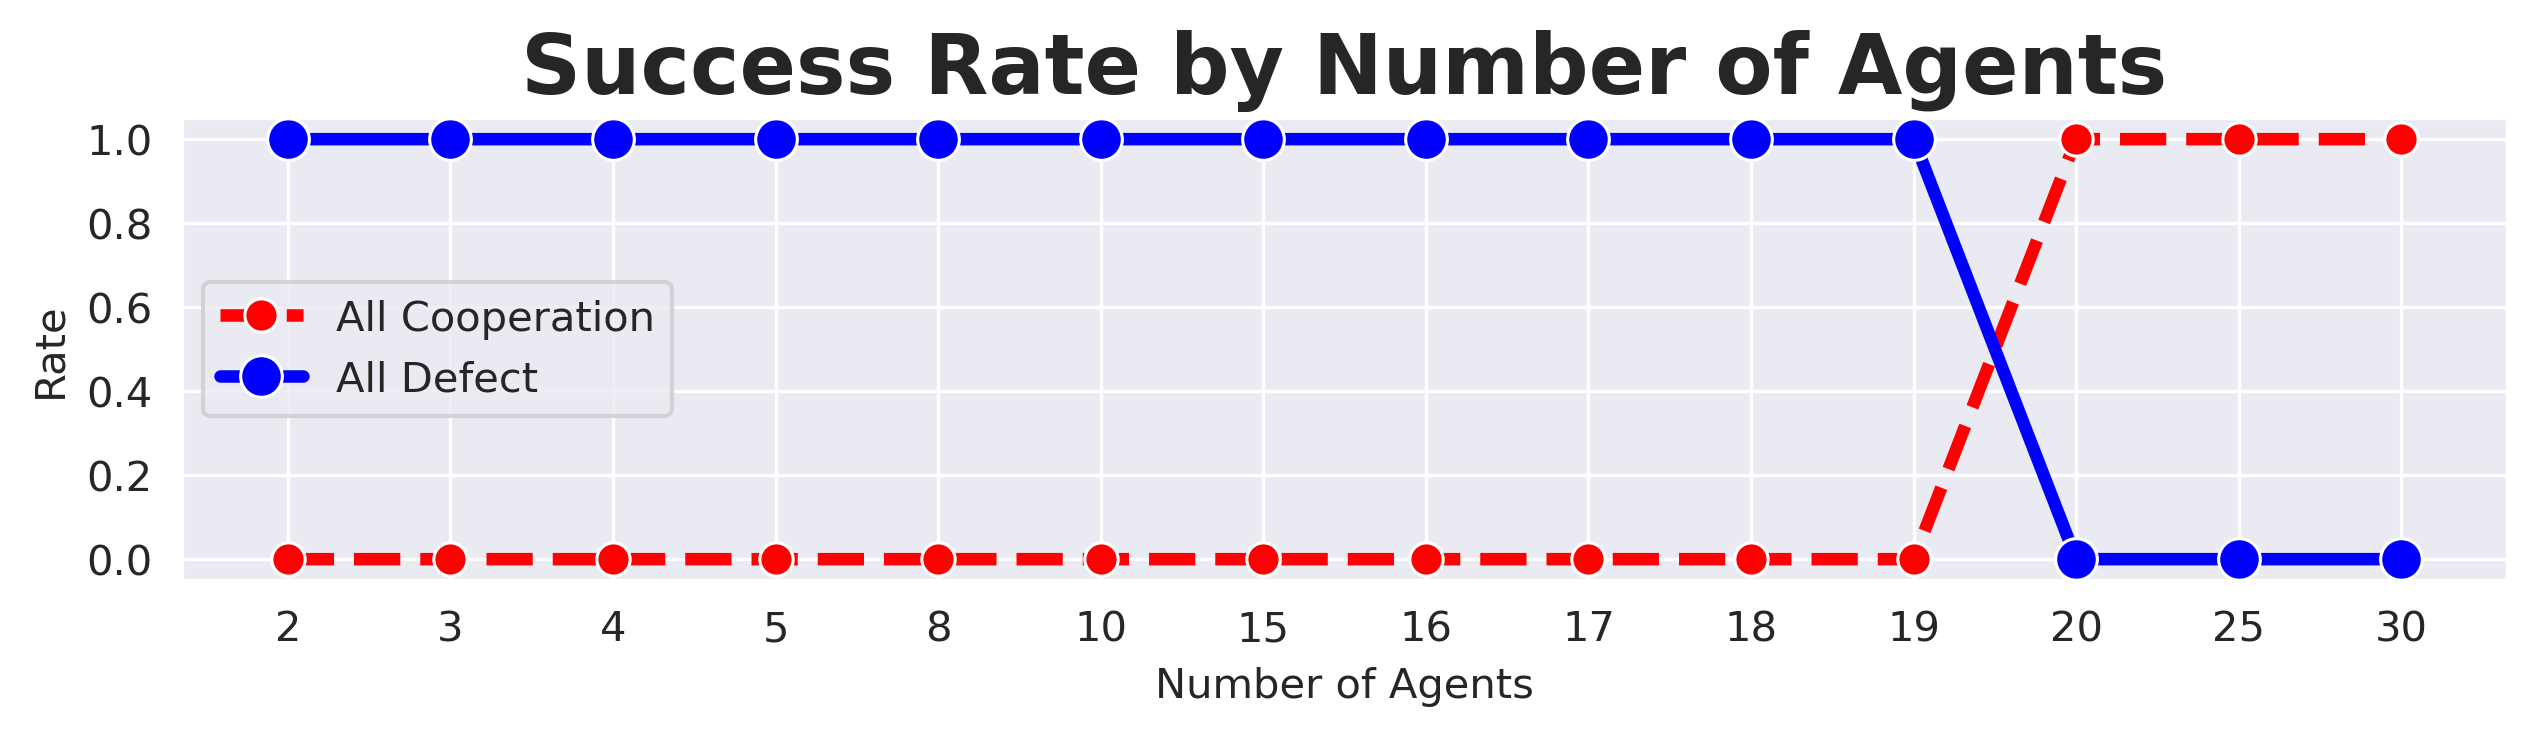 Success Rate by Number of Agents
1.0
0.8
0.6
0.4
0.2
0.0
Rate
All Cooperation
All Defect
2 3 4 5 8 10 15 16 17 18 19 20 25 30
Number of Agents